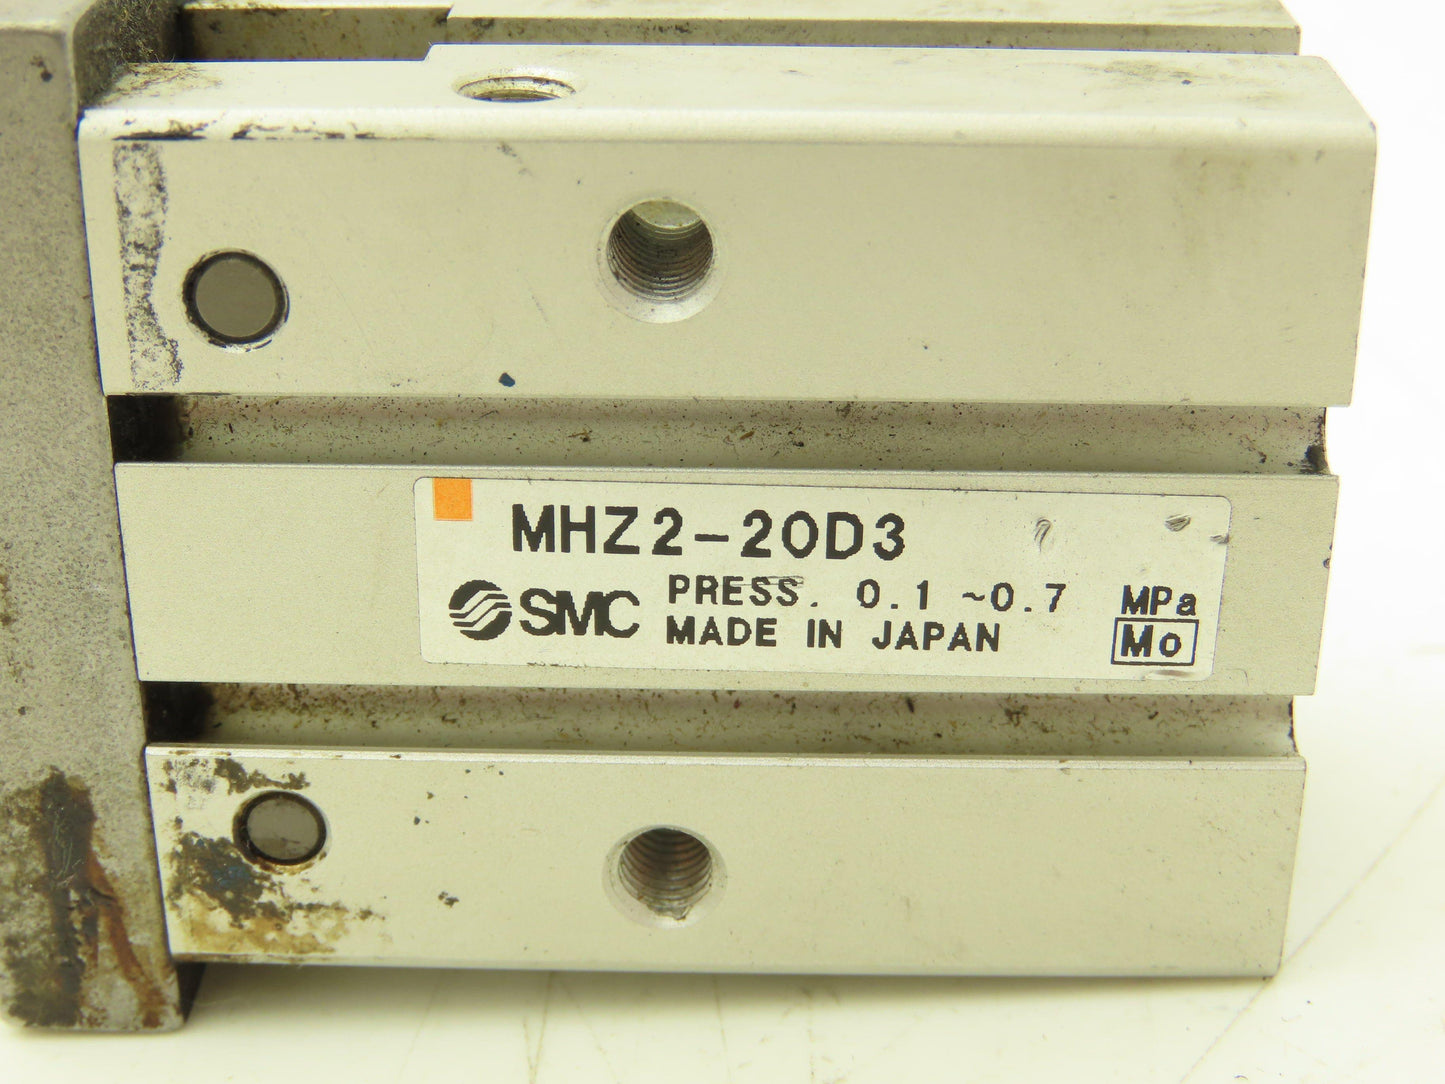 MHZ2-20D3
SMC PRESS. 0.1 ~0.7 MPa
MADE IN JAPAN Mo